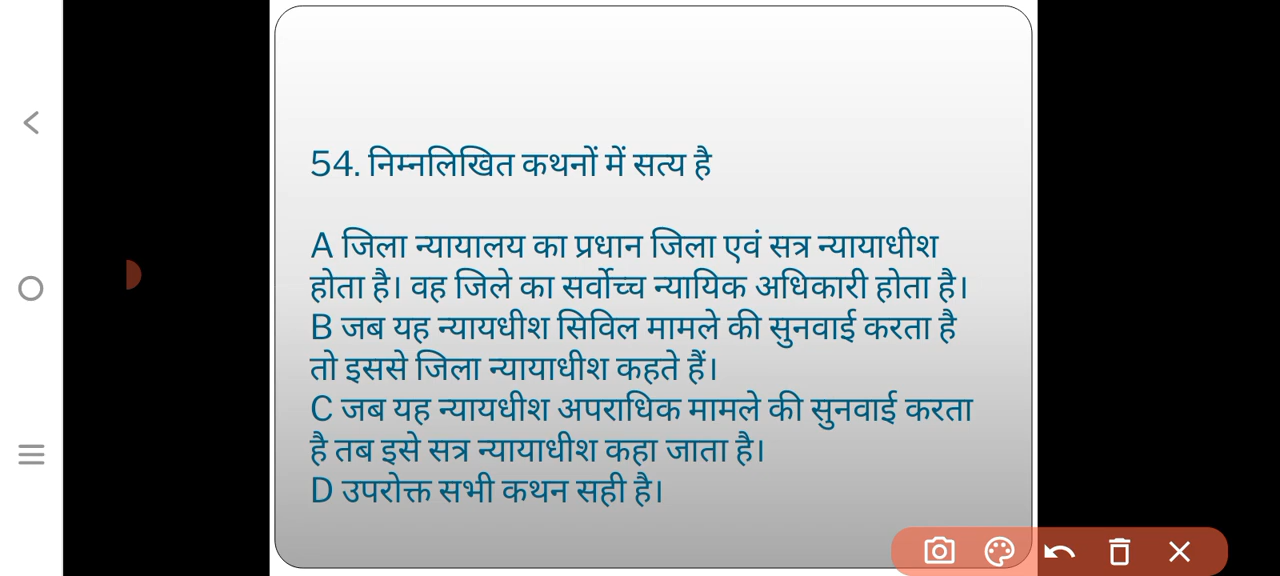 54. निम्नलिखित कथनों में सत्य है
A जिला न्यायालय का प्रधान जिला एवं सत्र न्यायाधीश
होता है। वह जिले का सर्वोच्च न्यायिक अधिकारी होता है।
B जब यह न्यायधीश सिविल मामले की सुनवाई करता है
तो इससे जिला न्यायाधीश कहते हैं।
C जब यह न्यायधीश अपराधिक मामले की सुनवाई करता
है तब इसे सत्र न्यायाधीश कहा जाता है।
D उपरोक्त सभी कथन सही है।